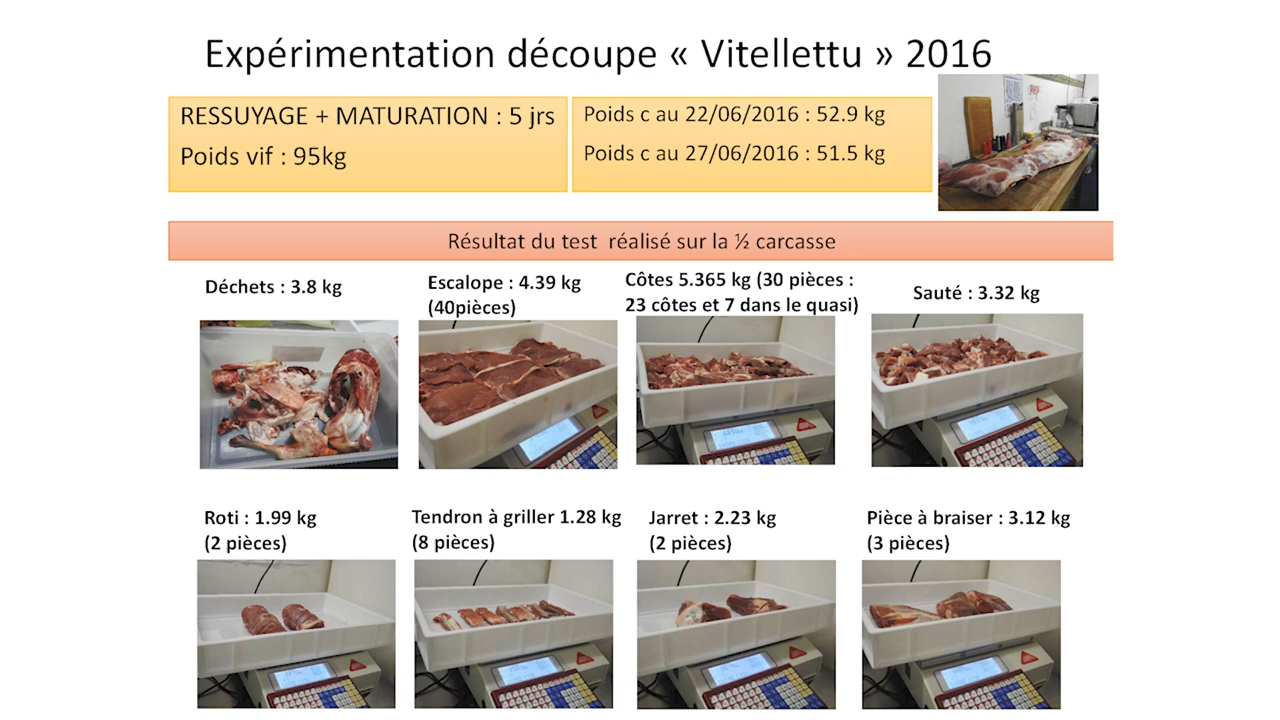 Expérimentation découpe « Vitellettu » 2016
RESSUYAGE + MATURATION : 5 jrs
Poids vif : 95kg
Poids c au 22/06/2016 : 52.9 kg
Poids c au 27/06/2016 : 51.5 kg
Résultat du test réalisé sur la ½ carcasse
Déchets : 3.8 kg
Escalope : 4.39 kg
(40pièces)
Côtes 5.365 kg (30 pièces :
23 côtes et 7 dans le quasi)
Sauté : 3.32 kg
Roti : 1.99 kg
(2 pièces)
Tendron à griller 1.28 kg
(8 pièces)
Jarret : 2.23 kg
(2 pièces)
Pièce à braiser : 3.12 kg
(3 pièces)